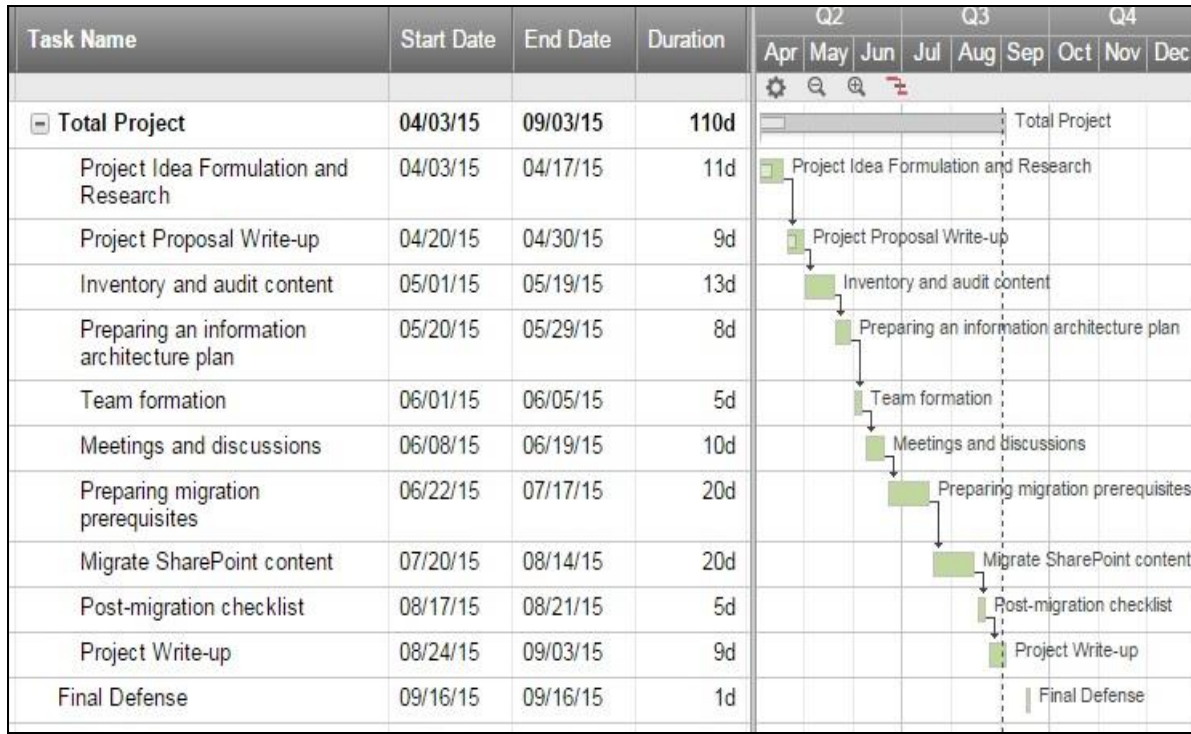 Task Name Start Date End Date Duration Q2 Q3 Q4
Apr May Jun Jul Aug Sep Oct Nov Dec
Total Project 04/03/15 09/03/15 110d Total Project
Project Idea Formulation and 04/03/15 04/17/15 11d Project Idea Formulation and Research
Research
Project Proposal Write-up 04/20/15 04/30/15 9d Project Proposal Write-up
Inventory and audit content 05/01/15 05/19/15 13d Inventory and audit content
Preparing an information 05/20/15 05/29/15 8d Preparing an information architecture plan
architecture plan
Team formation 06/01/15 06/05/15 5d Team formation
Meetings and discussions 06/08/15 06/19/15 10d Meetings and discussions
Preparing migration 06/22/15 07/17/15 20d Preparing migration prerequisites
prerequisites
Migrate SharePoint content 07/20/15 08/14/15 20d Migrate SharePoint content
Post-migration checklist 08/17/15 08/21/15 5d Post-migration checklist
Project Write-up 08/24/15 09/03/15 9d Project Write-up
Final Defense 09/16/15 09/16/15 1d Final Defense